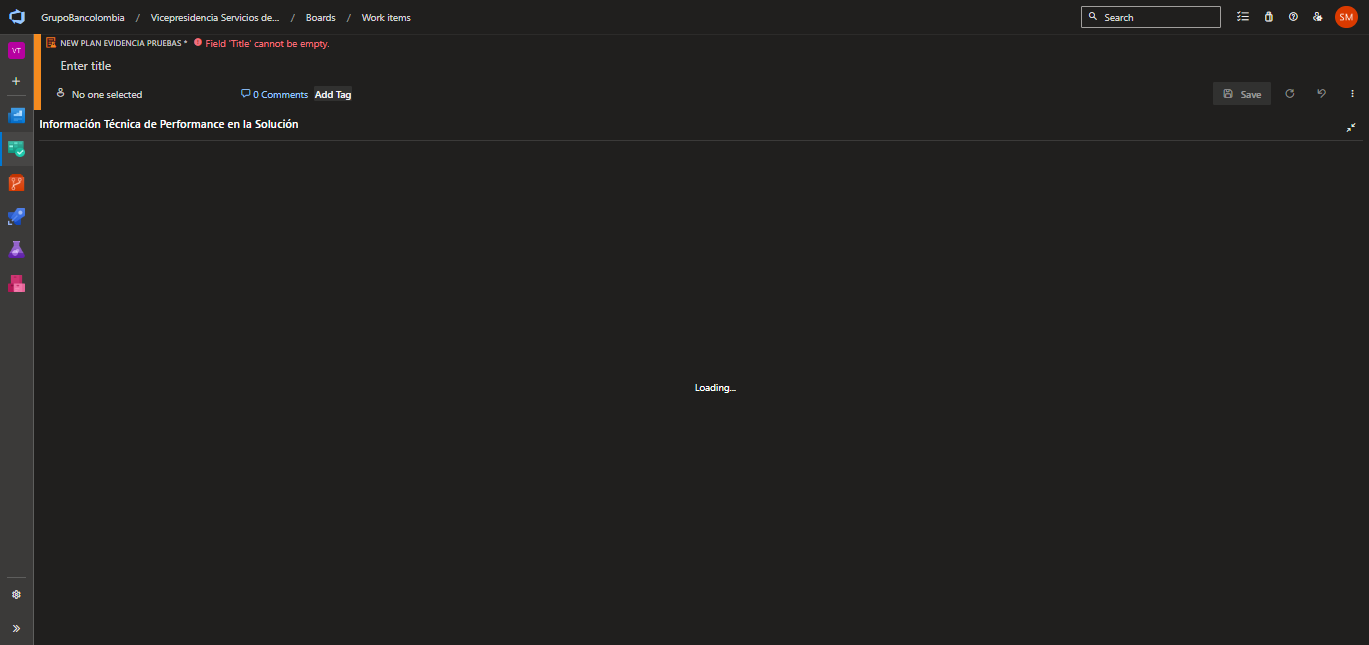 GrupoBancolombia / Vicepresidencia Servicios de... / Boards / Work items
Search
SM
VT
NEW PLAN EVIDENCIA PRUEBAS * Field 'Title' cannot be empty.
Enter title
No one selected
0 Comments
Add Tag
Save
Información Técnica de Performance en la Solución
Loading...